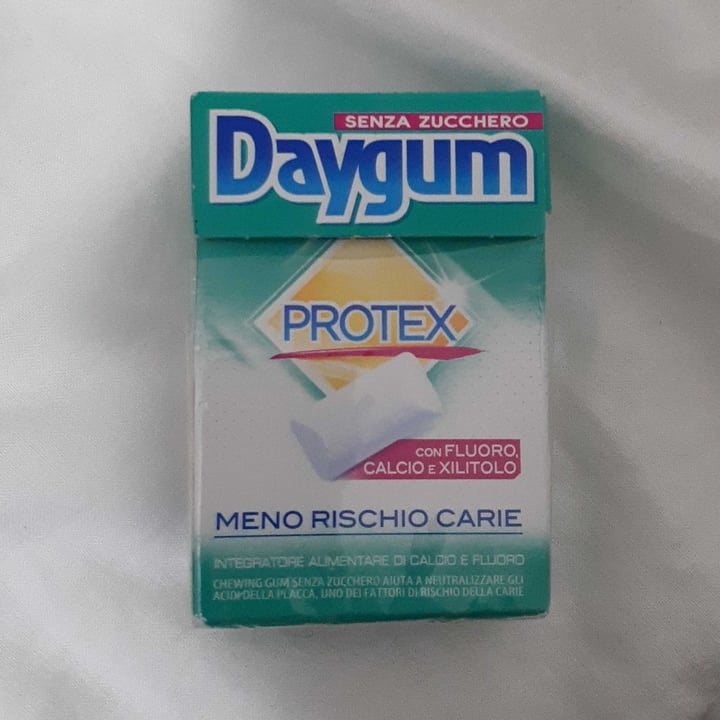 SENZA ZUCCHERO
Daygum
PROTEX
CON FLUORO,
CALCIO E XILITOLO
MENO RISCHIO CARIE
INTEGRATORE ALIMENTARE DI CALCIO E FLUORO
CHEWING GUM SENZA ZUCCHERO AIUTA A NEUTRALIZZARE GLI
ACIDI DELLA PLACCA, UNO DEI FATTORI DI RISCHIO DELLA CARIE